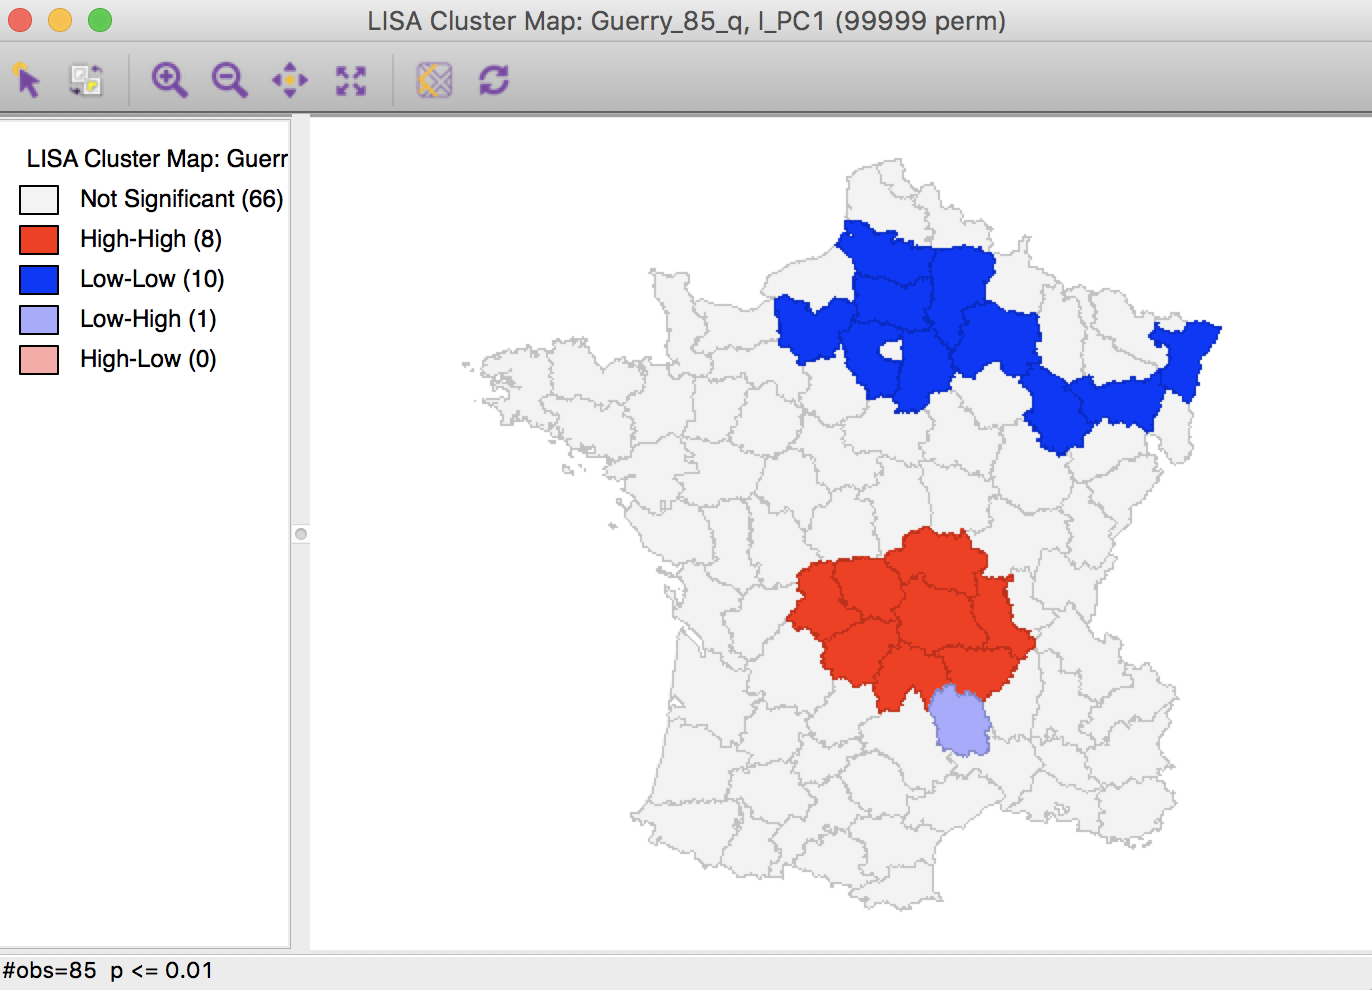 LISA Cluster Map: Guerry_85_q, I_PC1 (99999 perm)
LISA Cluster Map: Guerr
Not Significant (66)
High-High (8)
Low-Low (10)
Low-High (1)
High-Low (0)
#obs=85 p <= 0.01